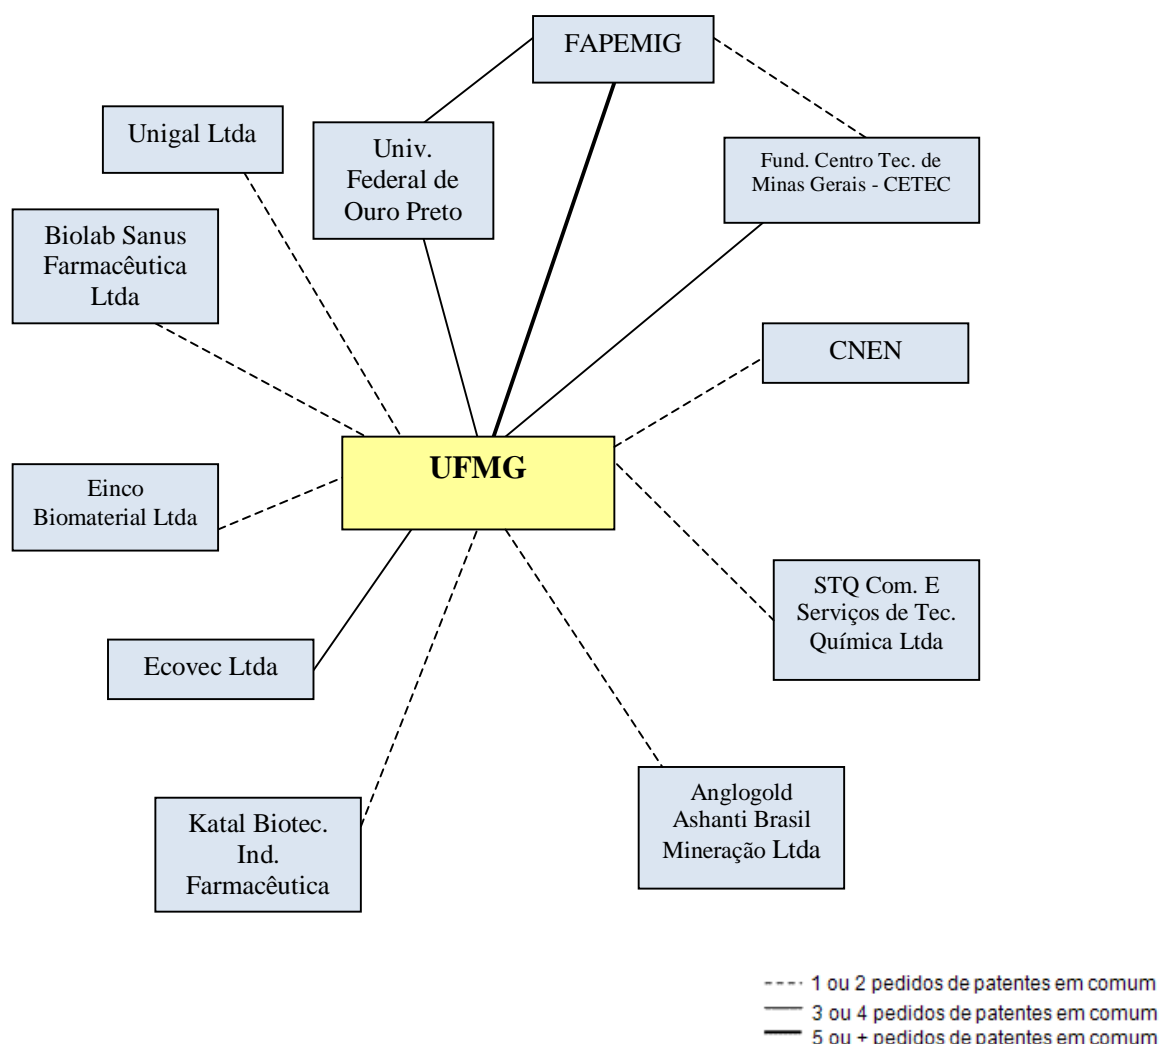 FAPEMIG
Unigal Ltda
Univ.
Federal de
Ouro Preto
Fund. Centro Tec. de
Minas Gerais - CETEC
Biolab Sanus
Farmacêutica
Ltda
CNEN
UFMG
Einco
Biomaterial Ltda
STQ Com. E
Serviços de Tec.
Química Ltda
Ecovec Ltda
Anglogold
Ashanti Brasil
Mineração Ltda
Katal Biotec.
Ind.
Farmacêutica
1 ou 2 pedidos de patentes em comum
3 ou 4 pedidos de patentes em comum
5 ou + pedidos de patentes em comum